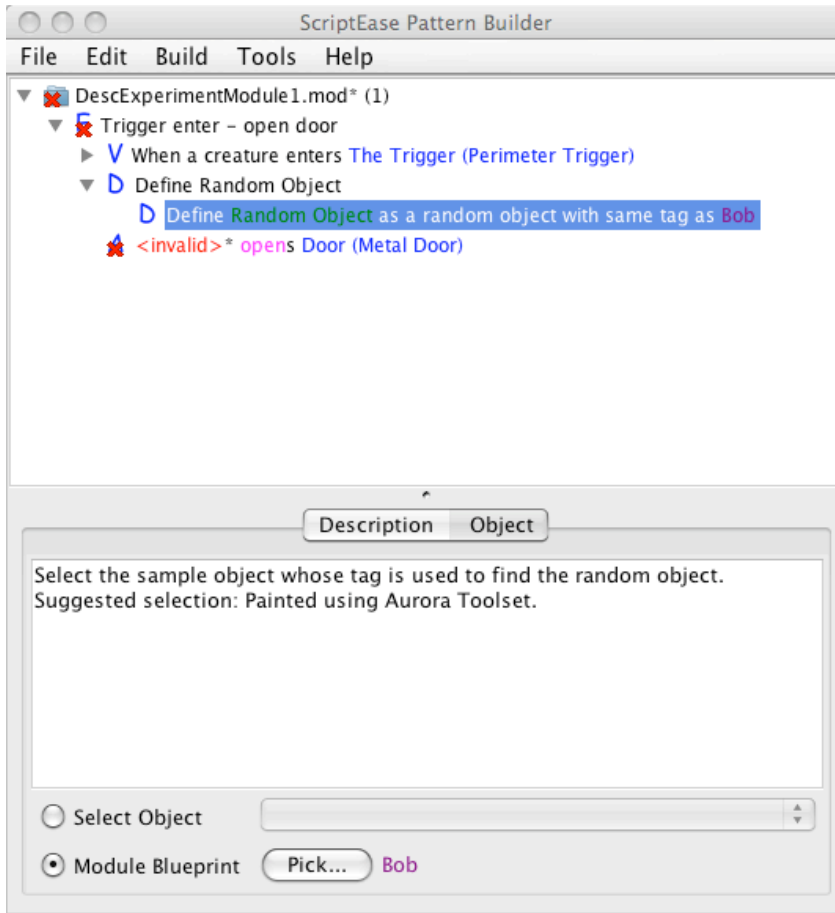 ScriptEase Pattern Builder
File Edit Build Tools Help
DescExperimentModule1.mod* (1)
Trigger enter – open door
V When a creature enters The Trigger (Perimeter Trigger)
D Define Random Object
D Define Random Object as a random object with same tag as Bob
A <invalid>* opens Door (Metal Door)
Description Object
Select the sample object whose tag is used to find the random object.
Suggested selection: Painted using Aurora Toolset.
Select Object
Module Blueprint Pick... Bob